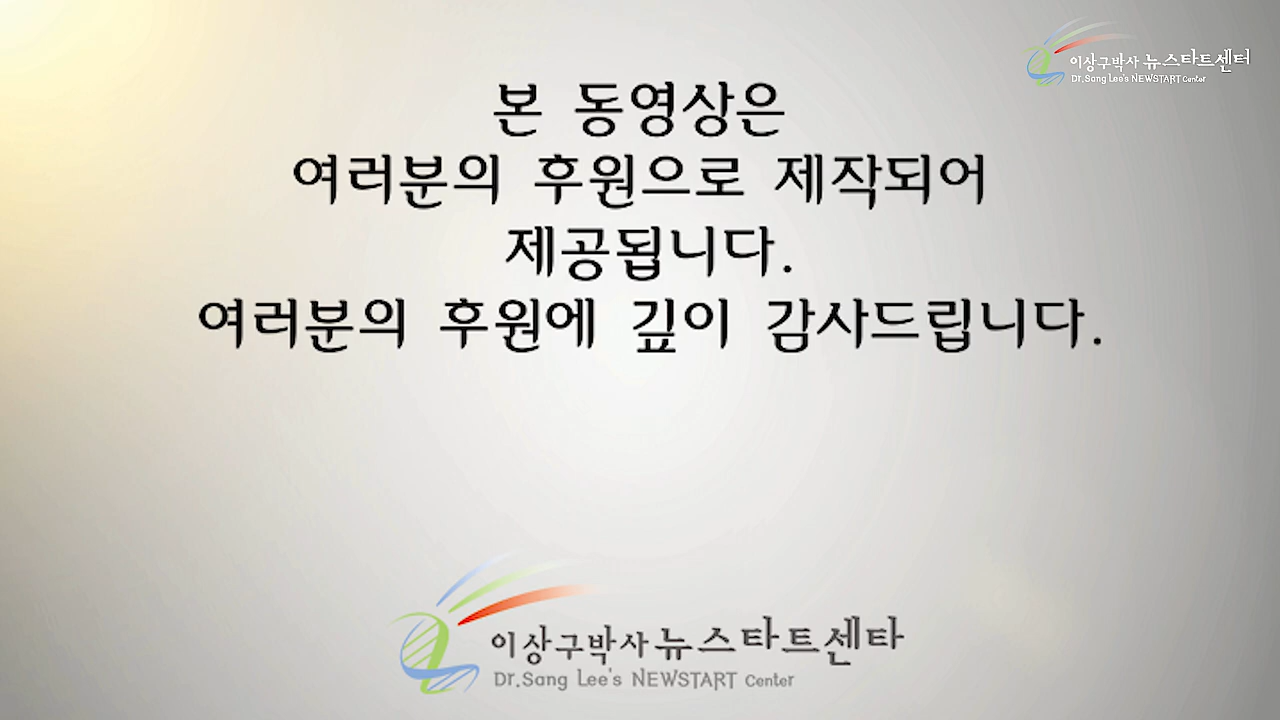 이상구박사 뉴스타트센터
Dr.Sang Lee's NEWSTART Center
본 동영상은
여러분의 후원으로 제작되어
제공됩니다.
여러분의 후원에 깊이 감사드립니다.
이상구박사 뉴스타트센타
Dr.Sang Lee's NEWSTART Center